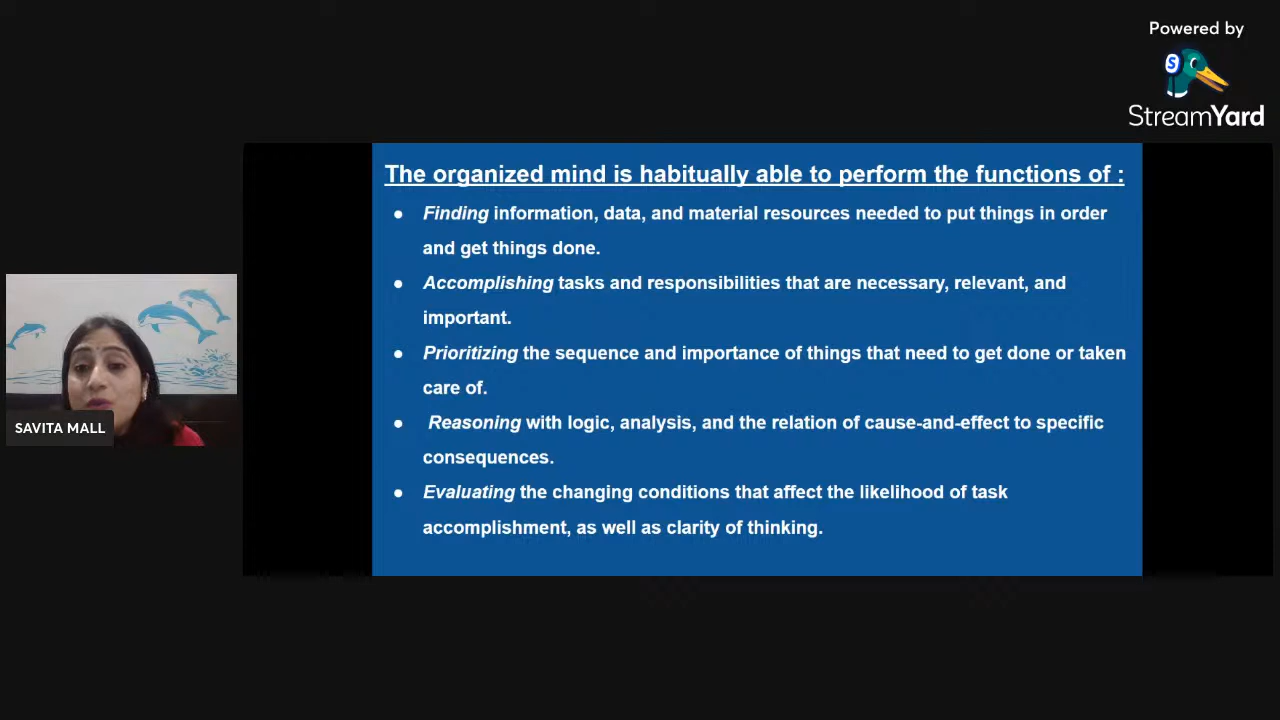 Powered by
S
StreamYard
The organized mind is habitually able to perform the functions of :
● Finding information, data, and material resources needed to put things in order
and get things done.
● Accomplishing tasks and responsibilities that are necessary, relevant, and
important.
● Prioritizing the sequence and importance of things that need to get done or taken
care of.
● Reasoning with logic, analysis, and the relation of cause-and-effect to specific
consequences.
● Evaluating the changing conditions that affect the likelihood of task
accomplishment, as well as clarity of thinking.
SAVITA MALL